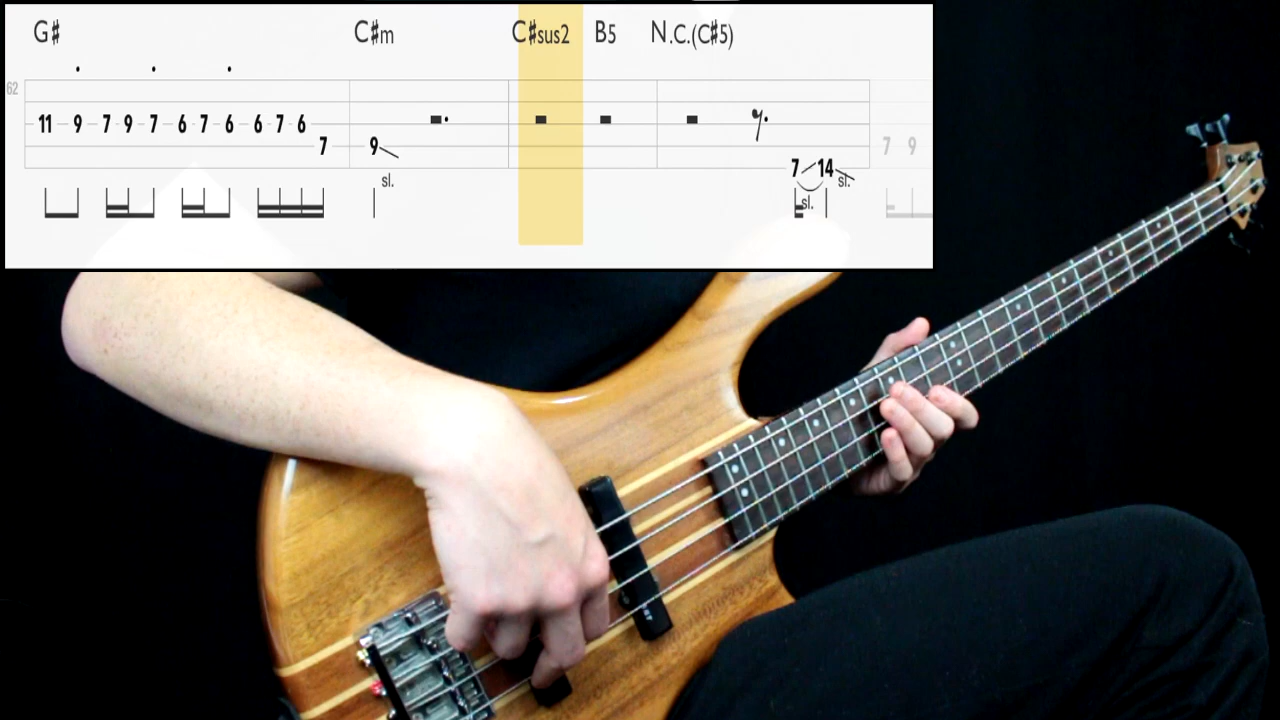 G# C#m C#sus2 B5 N.C.(C#5)
62
11 9 7 9 7 6 7 6 6 7 6
7 9 7 9
7 14
sl. sl. sl.